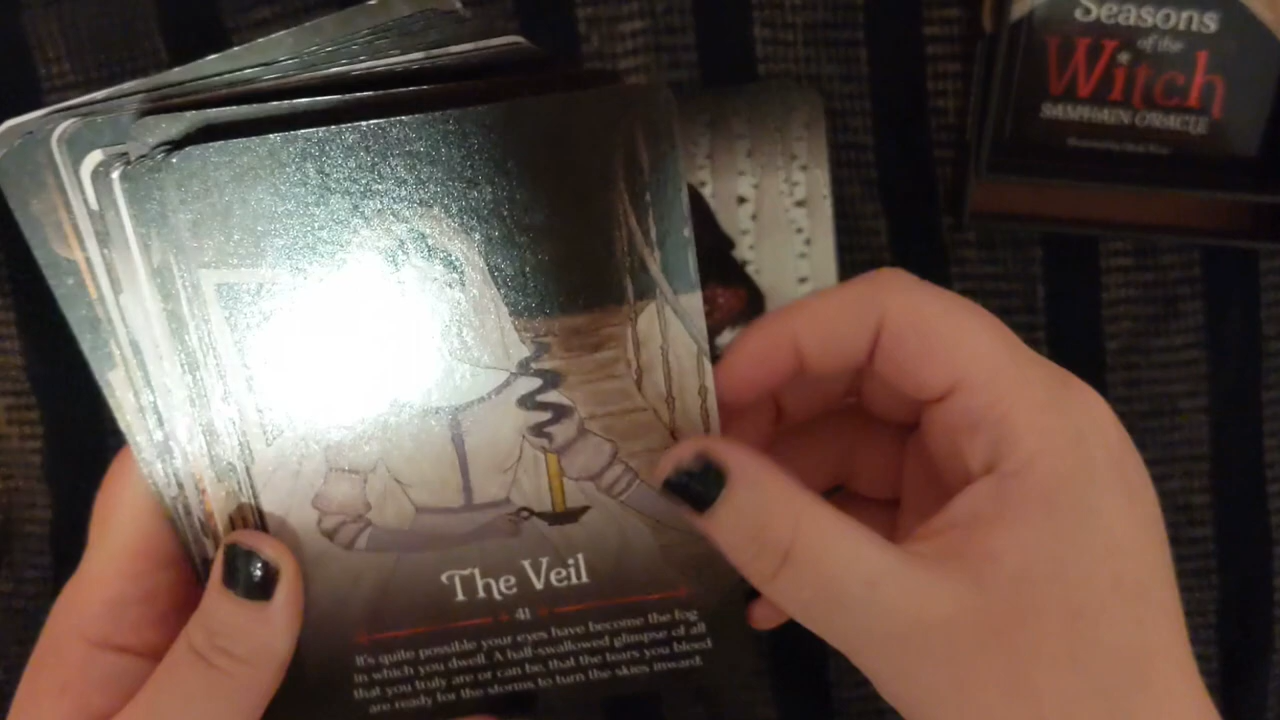 Seasons
of the
Witch
SAMHAIN ORACLE
The Veil
41
It's quite possible your eyes have become the fog
in which you dwell. A half-swallowed glimpse of all
that you truly are or can be, that the tears you bleed
are ready for the storms to turn the skies inward.